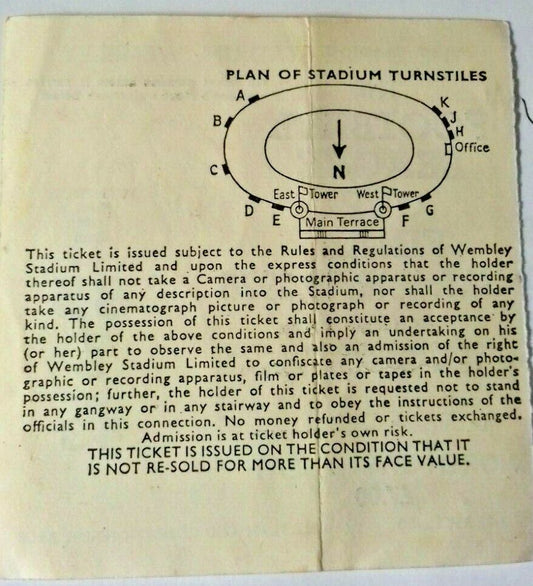 PLAN OF STADIUM TURNSTILES
A
K
B
J
H
Office
N
C
East Tower
West Tower
D
E
Main Terrace
F
G
This ticket is issued subject to the Rules and Regulations of Wembley
Stadium Limited and upon the express conditions that the holder
thereof shall not take a Camera or photographic apparatus or recording
apparatus of any description into the Stadium, nor shall the holder
take any cinematograph picture or photograph or recording of any
kind. The possession of this ticket shall constitute an acceptance by
the holder of the above conditions and imply an undertaking on his
(or her) part to observe the same and also an admission of the right
of Wembley Stadium Limited to confiscate any camera and/or photo-
graphic or recording apparatus, film or plates or tapes in the holder's
possession; further, the holder of this ticket is requested not to stand
in any gangway or in any stairway and to obey the instructions of the
officials in this connection. No money refunded or tickets exchanged.
Admission is at ticket holder's own risk.
THIS TICKET IS ISSUED ON THE CONDITION THAT IT
IS NOT RE-SOLD FOR MORE THAN ITS FACE VALUE.